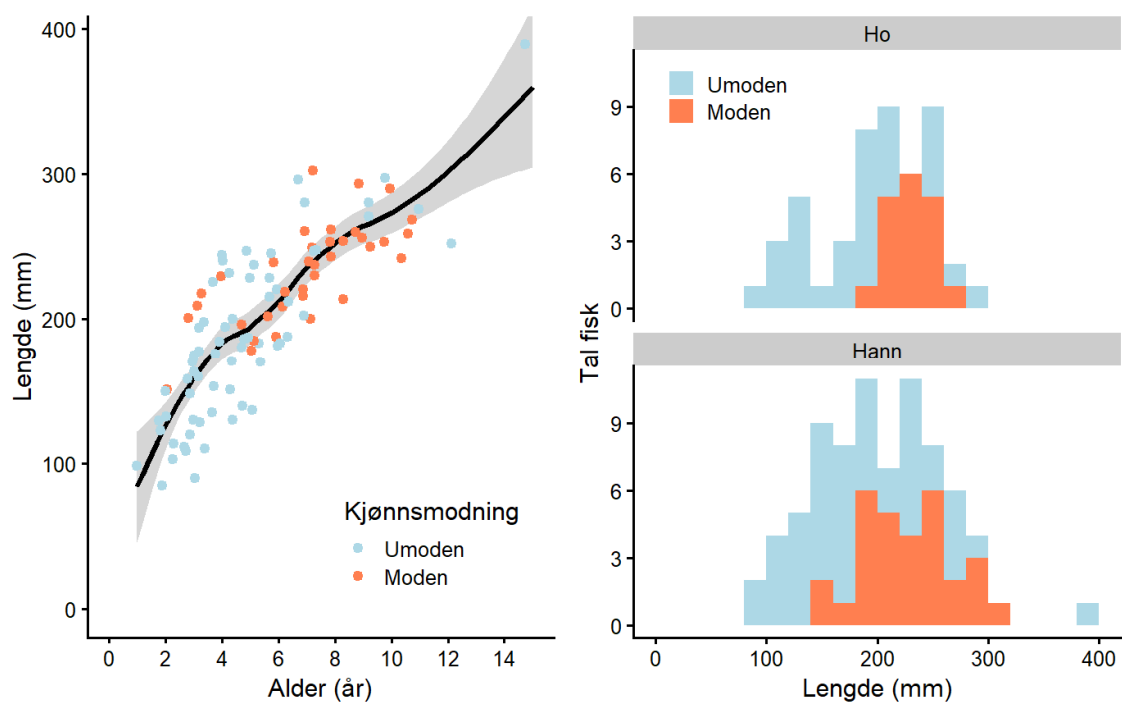 400
300
200
100
0
Lengde (mm)
0 2 4 6 8 10 12 14
Alder (år)
Kjønnsmodning
Umoden
Moden
Ho
Umoden
Moden
9
6
3
0
Tal fisk
Hann
9
6
3
0
0 100 200 300 400
Lengde (mm)